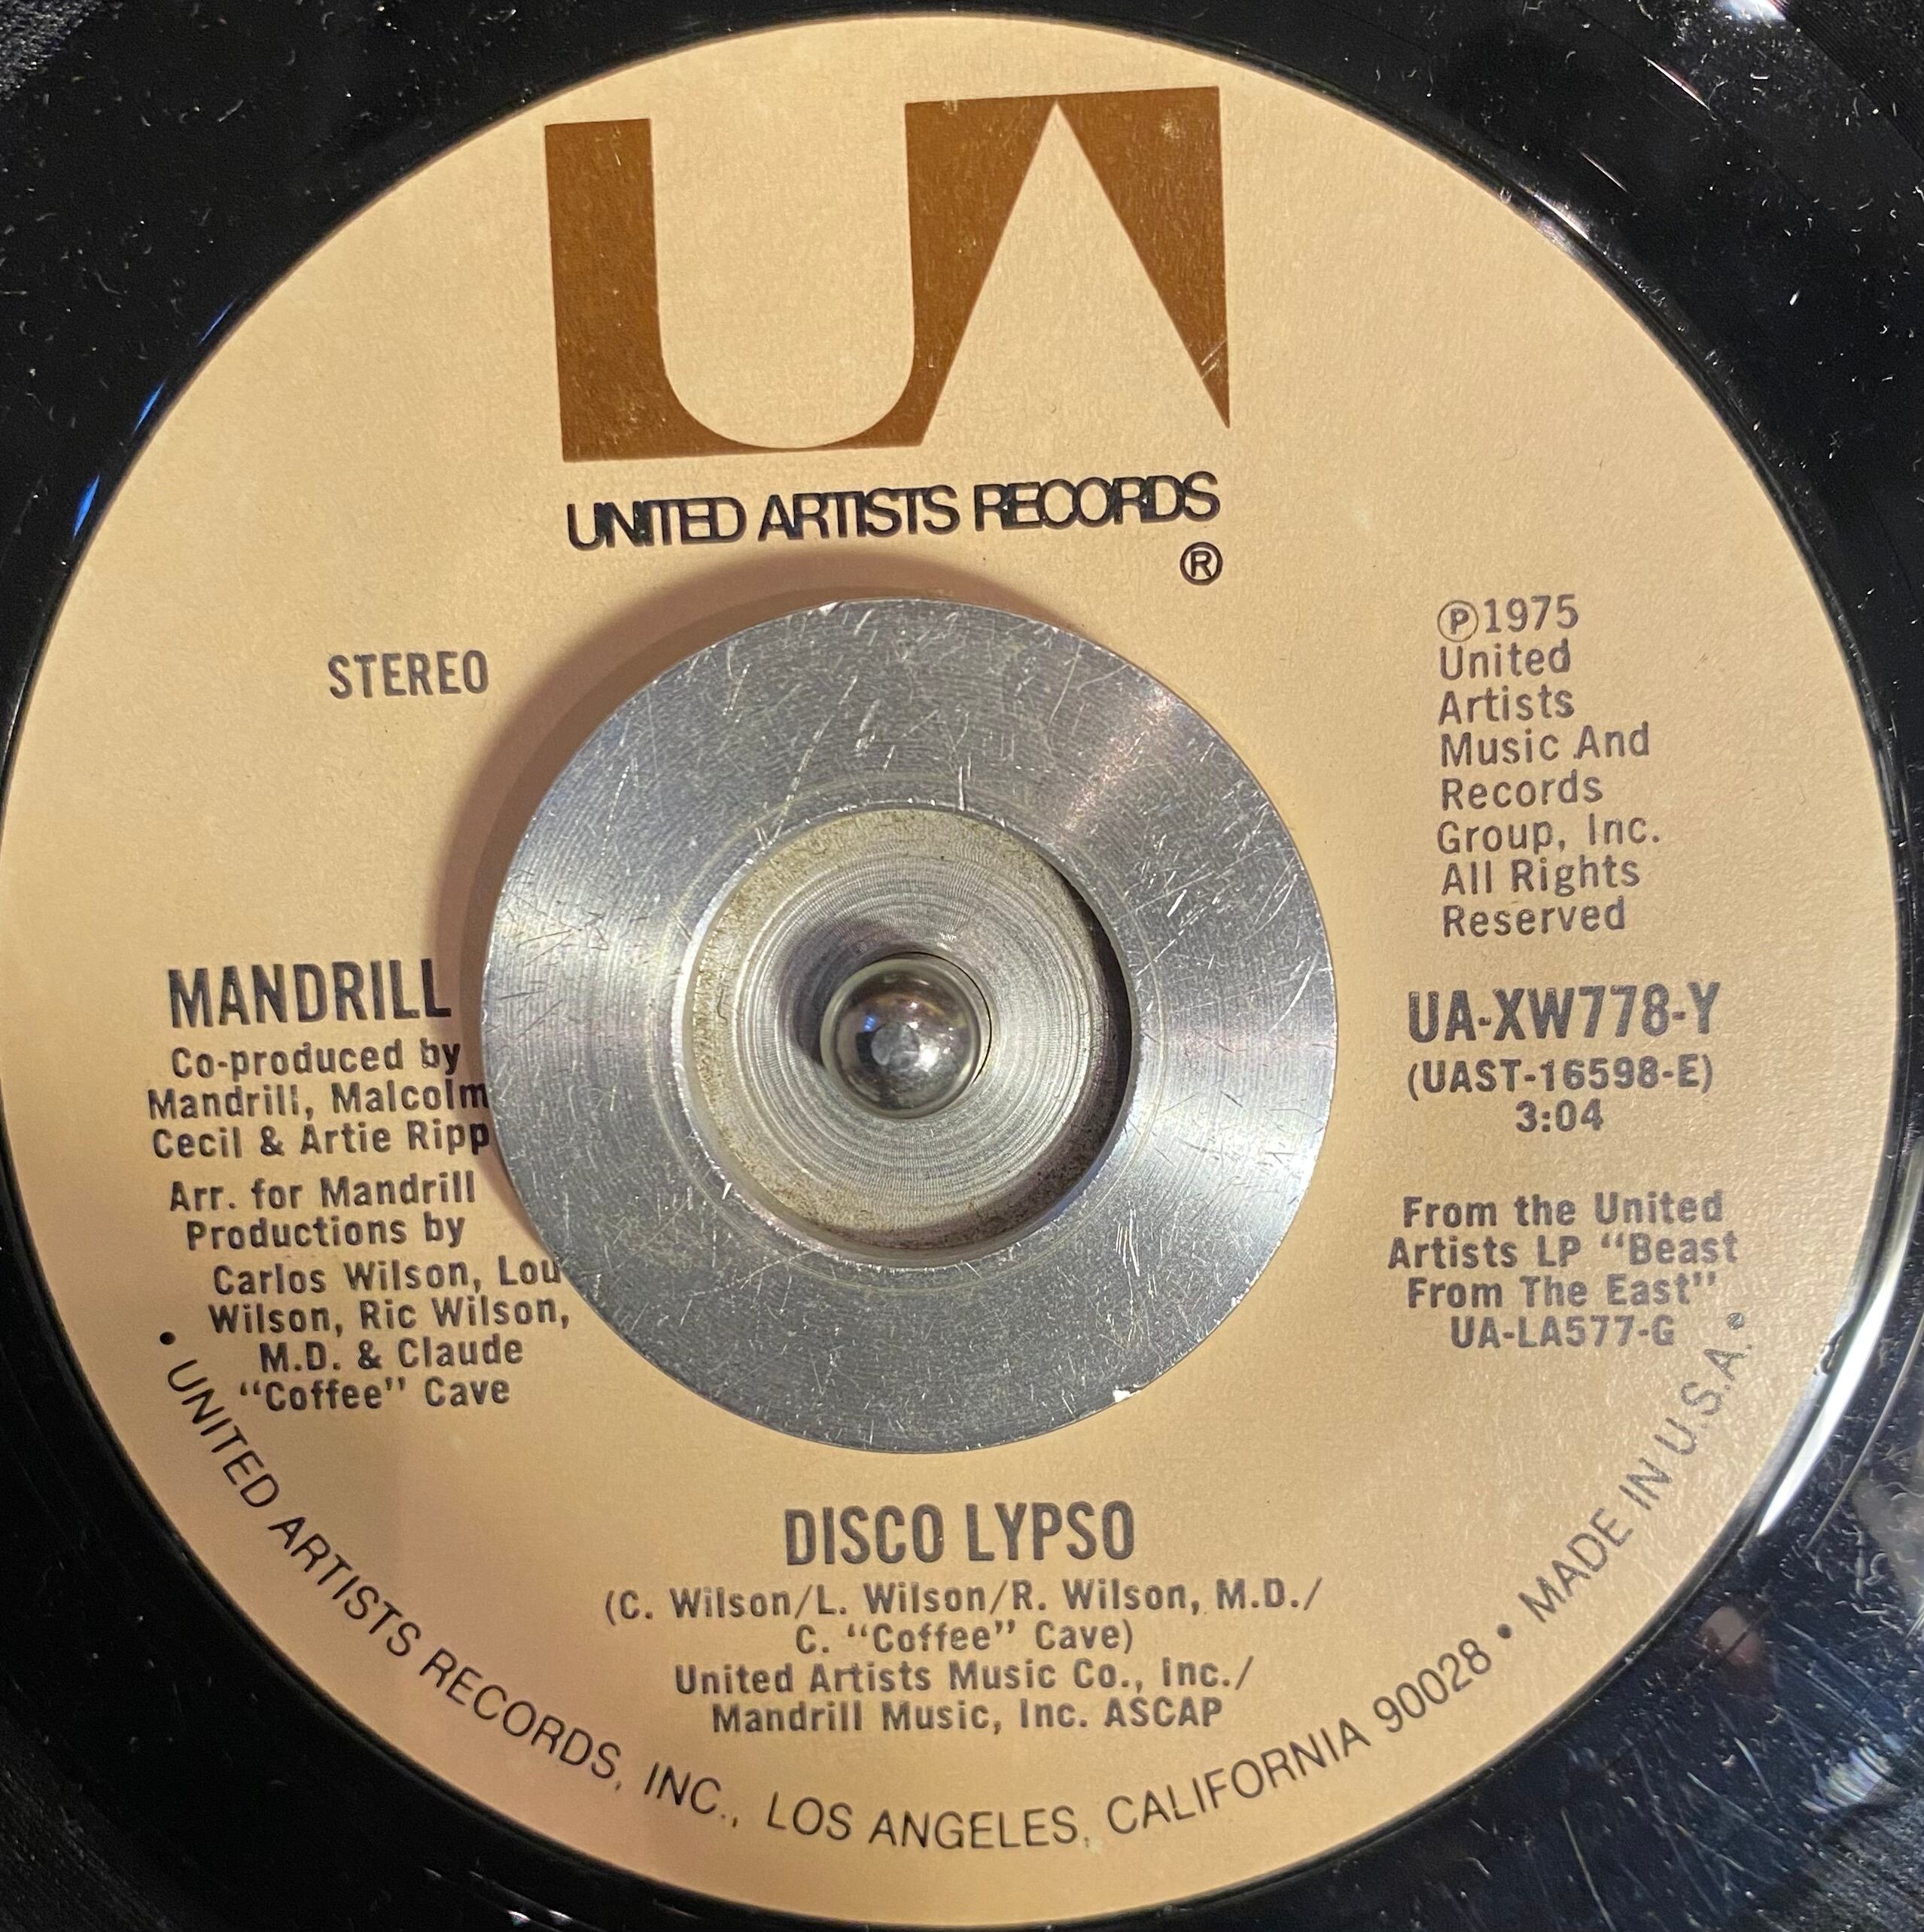 UA
UNITED ARTISTS RECORDS
®
STEREO
℗1975
United
Artists
Music And
Records
Group, Inc.
All Rights
Reserved
MANDRILL
Co-produced by
Mandrill, Malcolm
Cecil & Artie Ripp
Arr. for Mandrill
Productions by
Carlos Wilson, Lou
Wilson, Ric Wilson,
M.D. & Claude
"Coffee" Cave
UA-XW778-Y
(UAST-16598-E)
3:04
From the United
Artists LP "Beast
From The East"
UA-LA577-G
DISCO LYPSO
(C. Wilson/L. Wilson/R. Wilson, M.D./
C. "Coffee" Cave)
United Artists Music Co., Inc./
Mandrill Music, Inc. ASCAP
• UNITED ARTISTS RECORDS, INC., LOS ANGELES, CALIFORNIA 90028 • MADE IN U.S.A. •